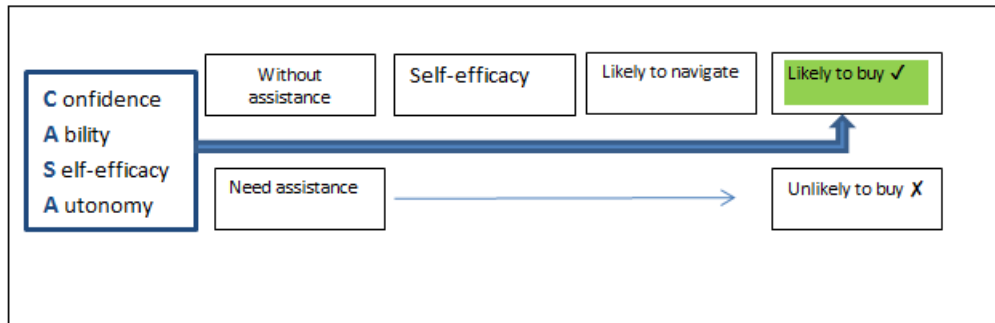 C onfidence
A bility
S elf-efficacy
A utonomy
Without
assistance
Self-efficacy
Likely to navigate
Likely to buy ✓
Need assistance
Unlikely to buy ✗